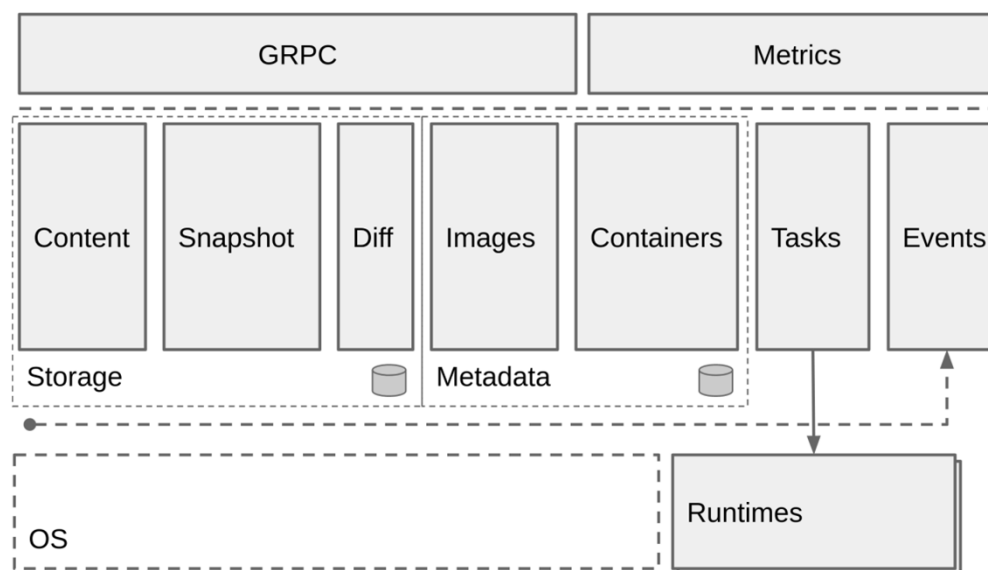 GRPC
Metrics
Content
Snapshot
Diff
Images
Containers
Tasks
Events
Storage
Metadata
Runtimes
OS